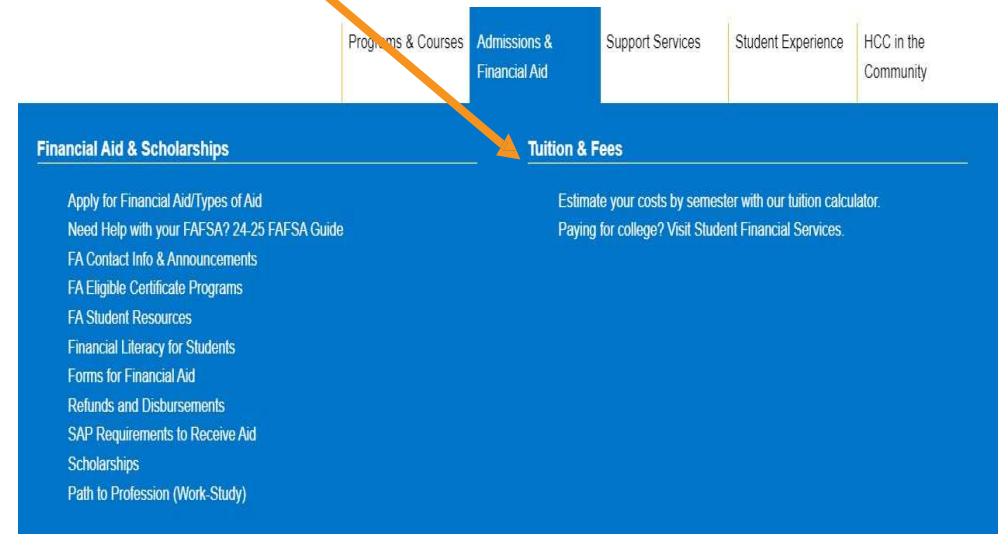 Programs & Courses
Admissions &
Financial Aid
Support Services
Student Experience
HCC in the
Community
Financial Aid & Scholarships
Apply for Financial Aid/Types of Aid
Need Help with your FAFSA? 24-25 FAFSA Guide
FA Contact Info & Announcements
FA Eligible Certificate Programs
FA Student Resources
Financial Literacy for Students
Forms for Financial Aid
Refunds and Disbursements
SAP Requirements to Receive Aid
Scholarships
Path to Profession (Work-Study)
Tuition & Fees
Estimate your costs by semester with our tuition calculator.
Paying for college? Visit Student Financial Services.